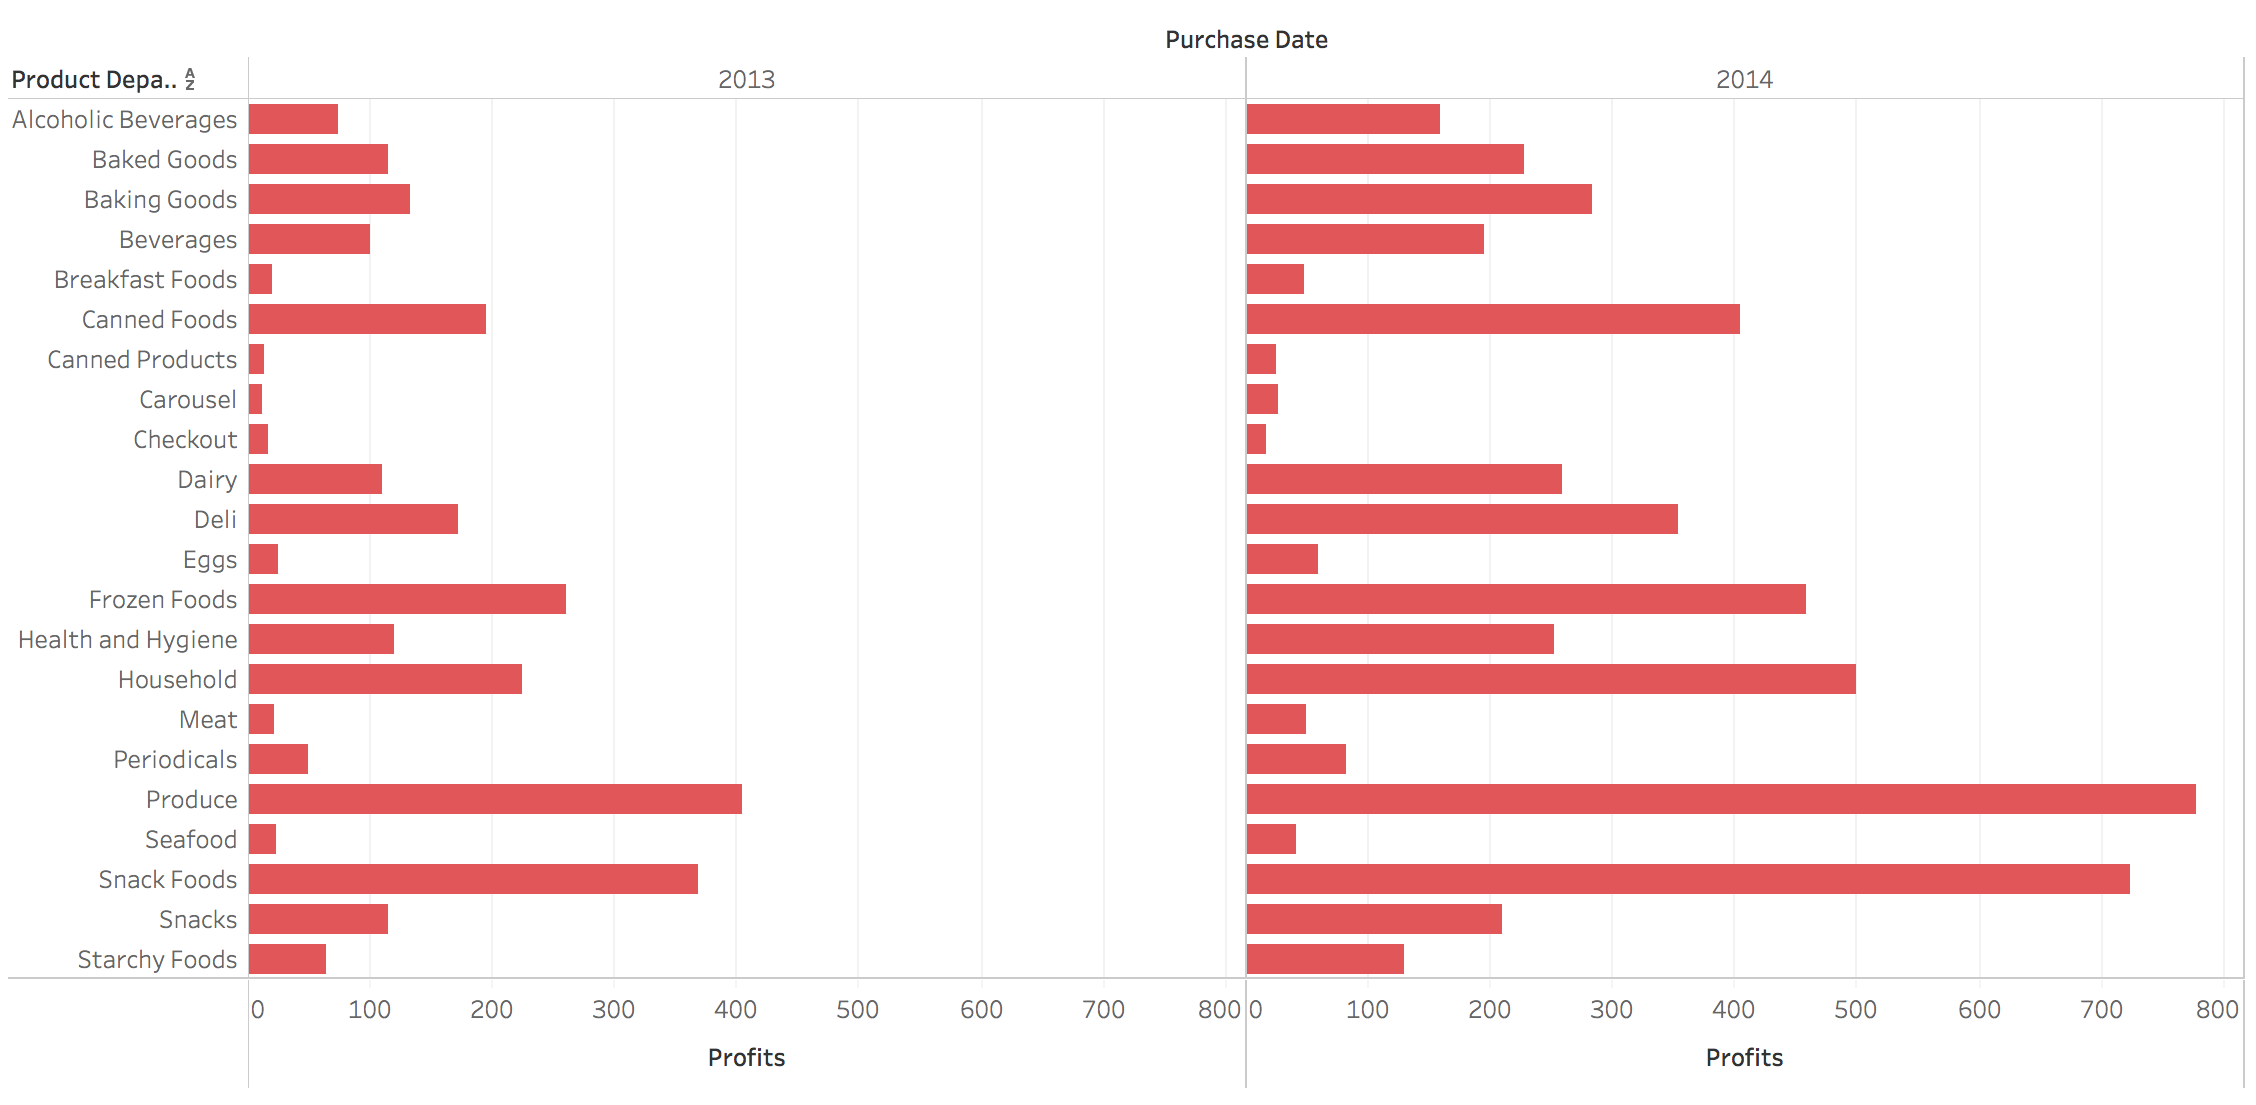 Purchase Date
Product Depa.. AZ 2013 2014
Alcoholic Beverages
Baked Goods
Baking Goods
Beverages
Breakfast Foods
Canned Foods
Canned Products
Carousel
Checkout
Dairy
Deli
Eggs
Frozen Foods
Health and Hygiene
Household
Meat
Periodicals
Produce
Seafood
Snack Foods
Snacks
Starchy Foods
0 100 200 300 400 500 600 700 800 0 100 200 300 400 500 600 700 800
Profits Profits